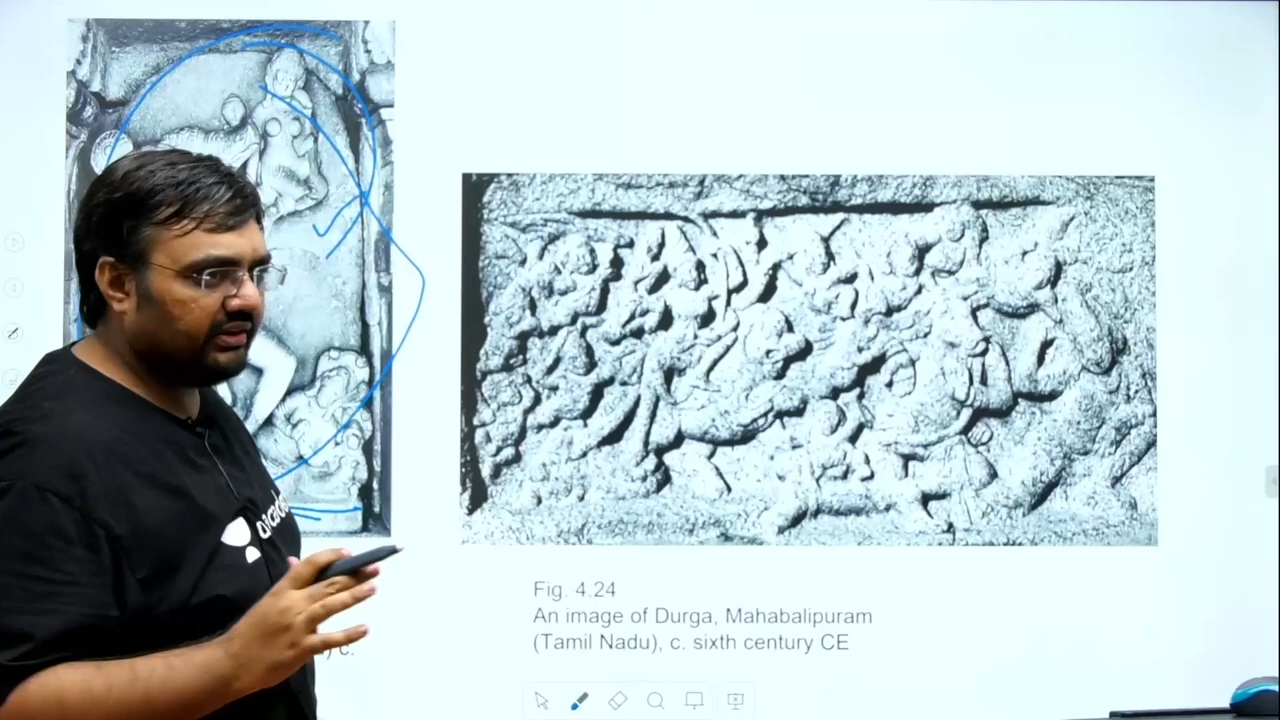 Fig. 4.24
An image of Durga, Mahabalipuram
(Tamil Nadu), c. sixth century CE
) c.